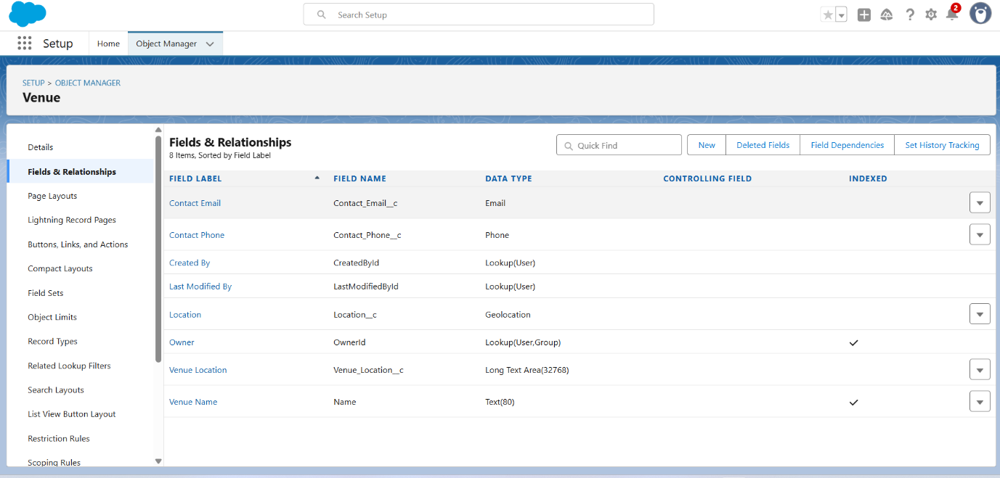 Search Setup
2
Setup Home Object Manager
SETUP > OBJECT MANAGER
Venue
Details
Fields & Relationships
Page Layouts
Lightning Record Pages
Buttons, Links, and Actions
Compact Layouts
Field Sets
Object Limits
Record Types
Related Lookup Filters
Search Layouts
List View Button Layout
Restriction Rules
Scoping Rules
Fields & Relationships
8 Items, Sorted by Field Label
Quick Find New Deleted Fields Field Dependencies Set History Tracking
FIELD LABEL FIELD NAME DATA TYPE CONTROLLING FIELD INDEXED
Contact Email Contact_Email__c Email
Contact Phone Contact_Phone__c Phone
Created By CreatedById Lookup(User)
Last Modified By LastModifiedById Lookup(User)
Location Location__c Geolocation
Owner OwnerId Lookup(User,Group)
Venue Location Venue_Location__c Long Text Area(32768)
Venue Name Name Text(80)